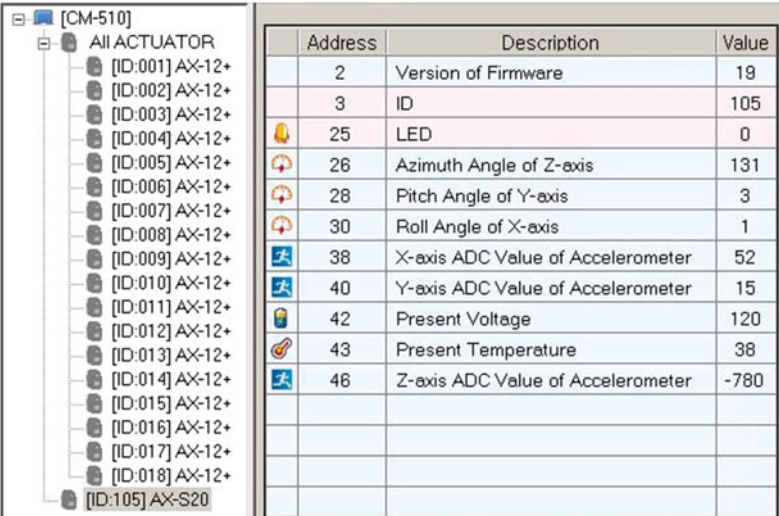 [CM-510]
All ACTUATOR
[ID:001] AX-12+
[ID:002] AX-12+
[ID:003] AX-12+
[ID:004] AX-12+
[ID:005] AX-12+
[ID:006] AX-12+
[ID:007] AX-12+
[ID:008] AX-12+
[ID:009] AX-12+
[ID:010] AX-12+
[ID:011] AX-12+
[ID:012] AX-12+
[ID:013] AX-12+
[ID:014] AX-12+
[ID:015] AX-12+
[ID:016] AX-12+
[ID:017] AX-12+
[ID:018] AX-12+
[ID:105] AX-S20
Address Description Value
2 Version of Firmware 19
3 ID 105
25 LED 0
26 Azimuth Angle of Z-axis 131
28 Pitch Angle of Y-axis 3
30 Roll Angle of X-axis 1
38 X-axis ADC Value of Accelerometer 52
40 Y-axis ADC Value of Accelerometer 15
42 Present Voltage 120
43 Present Temperature 38
46 Z-axis ADC Value of Accelerometer -780